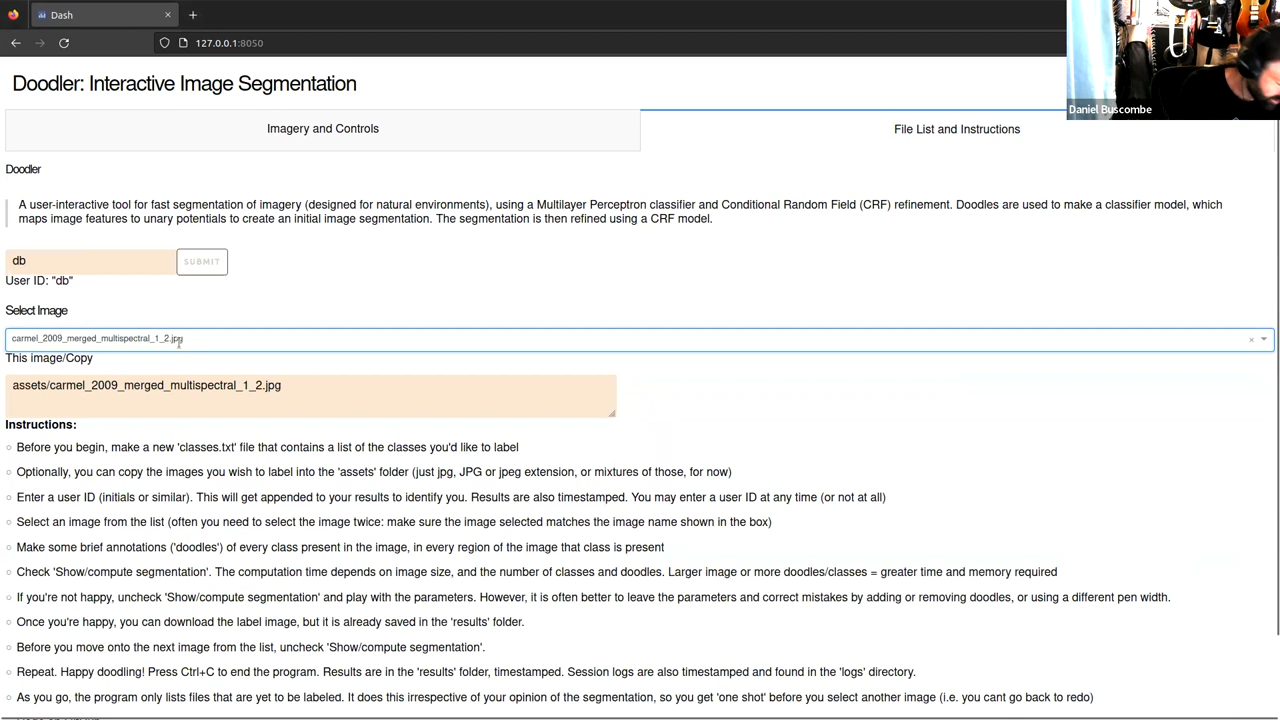 Dash
127.0.0.1:8050
Daniel Buscombe
Doodler: Interactive Image Segmentation
Imagery and Controls
File List and Instructions
Doodler
A user-interactive tool for fast segmentation of imagery (designed for natural environments), using a Multilayer Perceptron classifier and Conditional Random Field (CRF) refinement. Doodles are used to make a classifier model, which
maps image features to unary potentials to create an initial image segmentation. The segmentation is then refined using a CRF model.
db
SUBMIT
User ID: "db"
Select Image
carmel_2009_merged_multispectral_1_2.jpg
This image/Copy
assets/carmel_2009_merged_multispectral_1_2.jpg
Instructions:
Before you begin, make a new 'classes.txt' file that contains a list of the classes you'd like to label
Optionally, you can copy the images you wish to label into the 'assets' folder (just jpg, JPG or jpeg extension, or mixtures of those, for now)
Enter a user ID (initials or similar). This will get appended to your results to identify you. Results are also timestamped. You may enter a user ID at any time (or not at all)
Select an image from the list (often you need to select the image twice: make sure the image selected matches the image name shown in the box)
Make some brief annotations ('doodles') of every class present in the image, in every region of the image that class is present
Check 'Show/compute segmentation'. The computation time depends on image size, and the number of classes and doodles. Larger image or more doodles/classes = greater time and memory required
If you're not happy, uncheck 'Show/compute segmentation' and play with the parameters. However, it is often better to leave the parameters and correct mistakes by adding or removing doodles, or using a different pen width.
Once you're happy, you can download the label image, but it is already saved in the 'results' folder.
Before you move onto the next image from the list, uncheck 'Show/compute segmentation'.
Repeat. Happy doodling! Press Ctrl+C to end the program. Results are in the 'results' folder, timestamped. Session logs are also timestamped and found in the 'logs' directory.
As you go, the program only lists files that are yet to be labeled. It does this irrespective of your opinion of the segmentation, so you get 'one shot' before you select another image (i.e. you cant go back to redo)